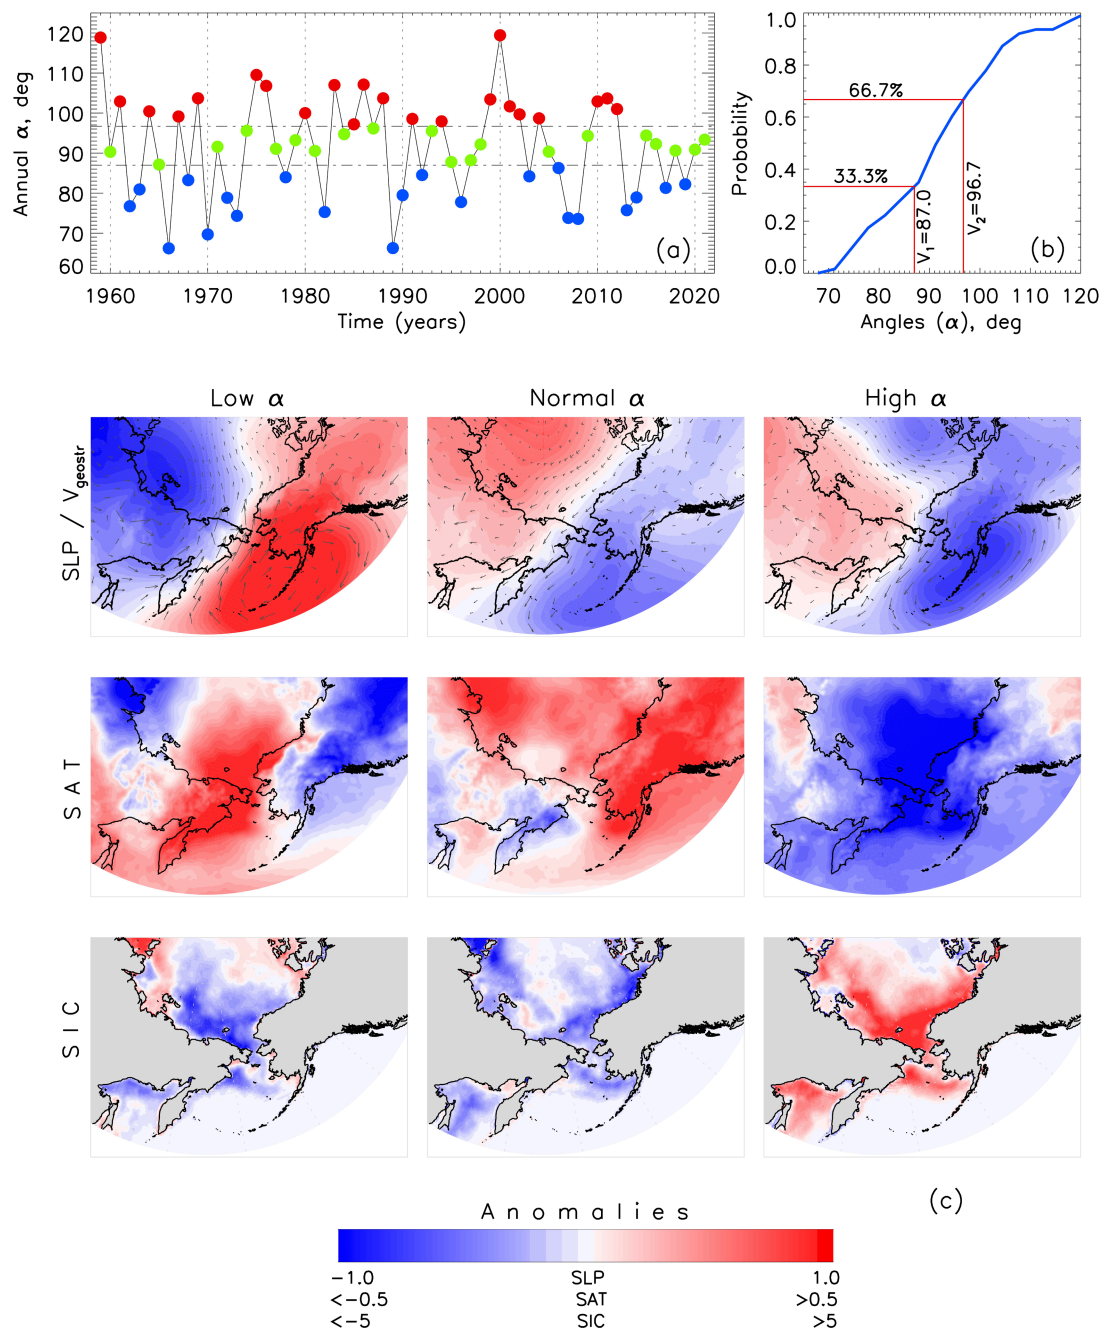 Annual α, deg
120
110
100
90
80
70
60
1960 1970 1980 1990 2000 2010 2020
Time (years)
(a)
Probability
1.0
0.8
0.6
0.4
0.2
0.0
66.7%
33.3%
V1=87.0
V2=96.7
(b)
70 80 90 100 110 120
Angles (α), deg
Low α Normal α High α
SLP / Vgeostr
SAT
SIC
(c)
Anomalies
-1.0 SLP 1.0
<-0.5 SAT >0.5
<-5 SIC >5